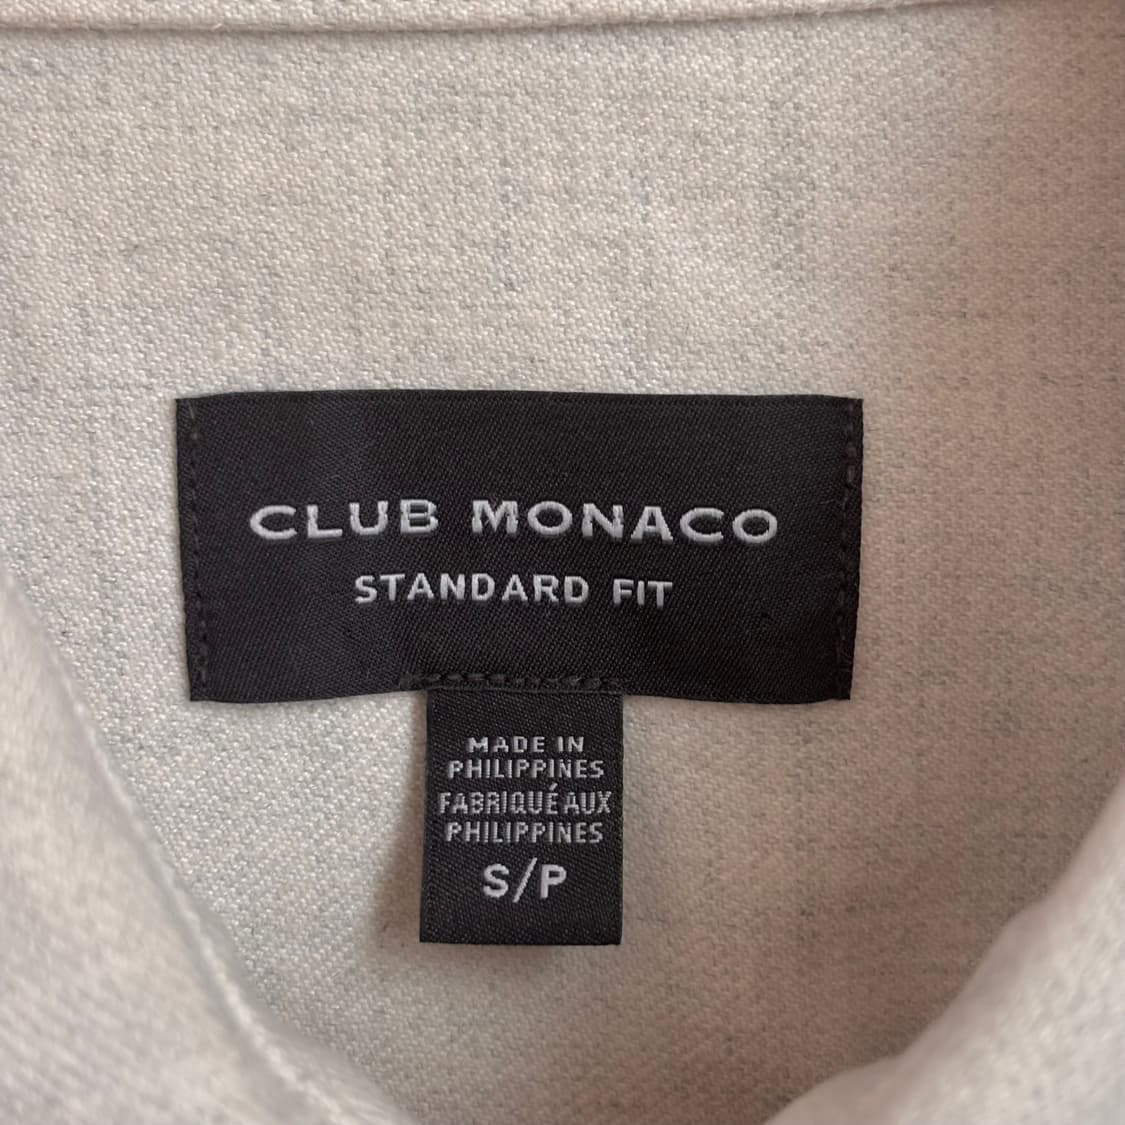 CLUB MONACO
STANDARD FIT
MADE IN
PHILIPPINES
FABRIQUÉ AUX
PHILIPPINES
S/P